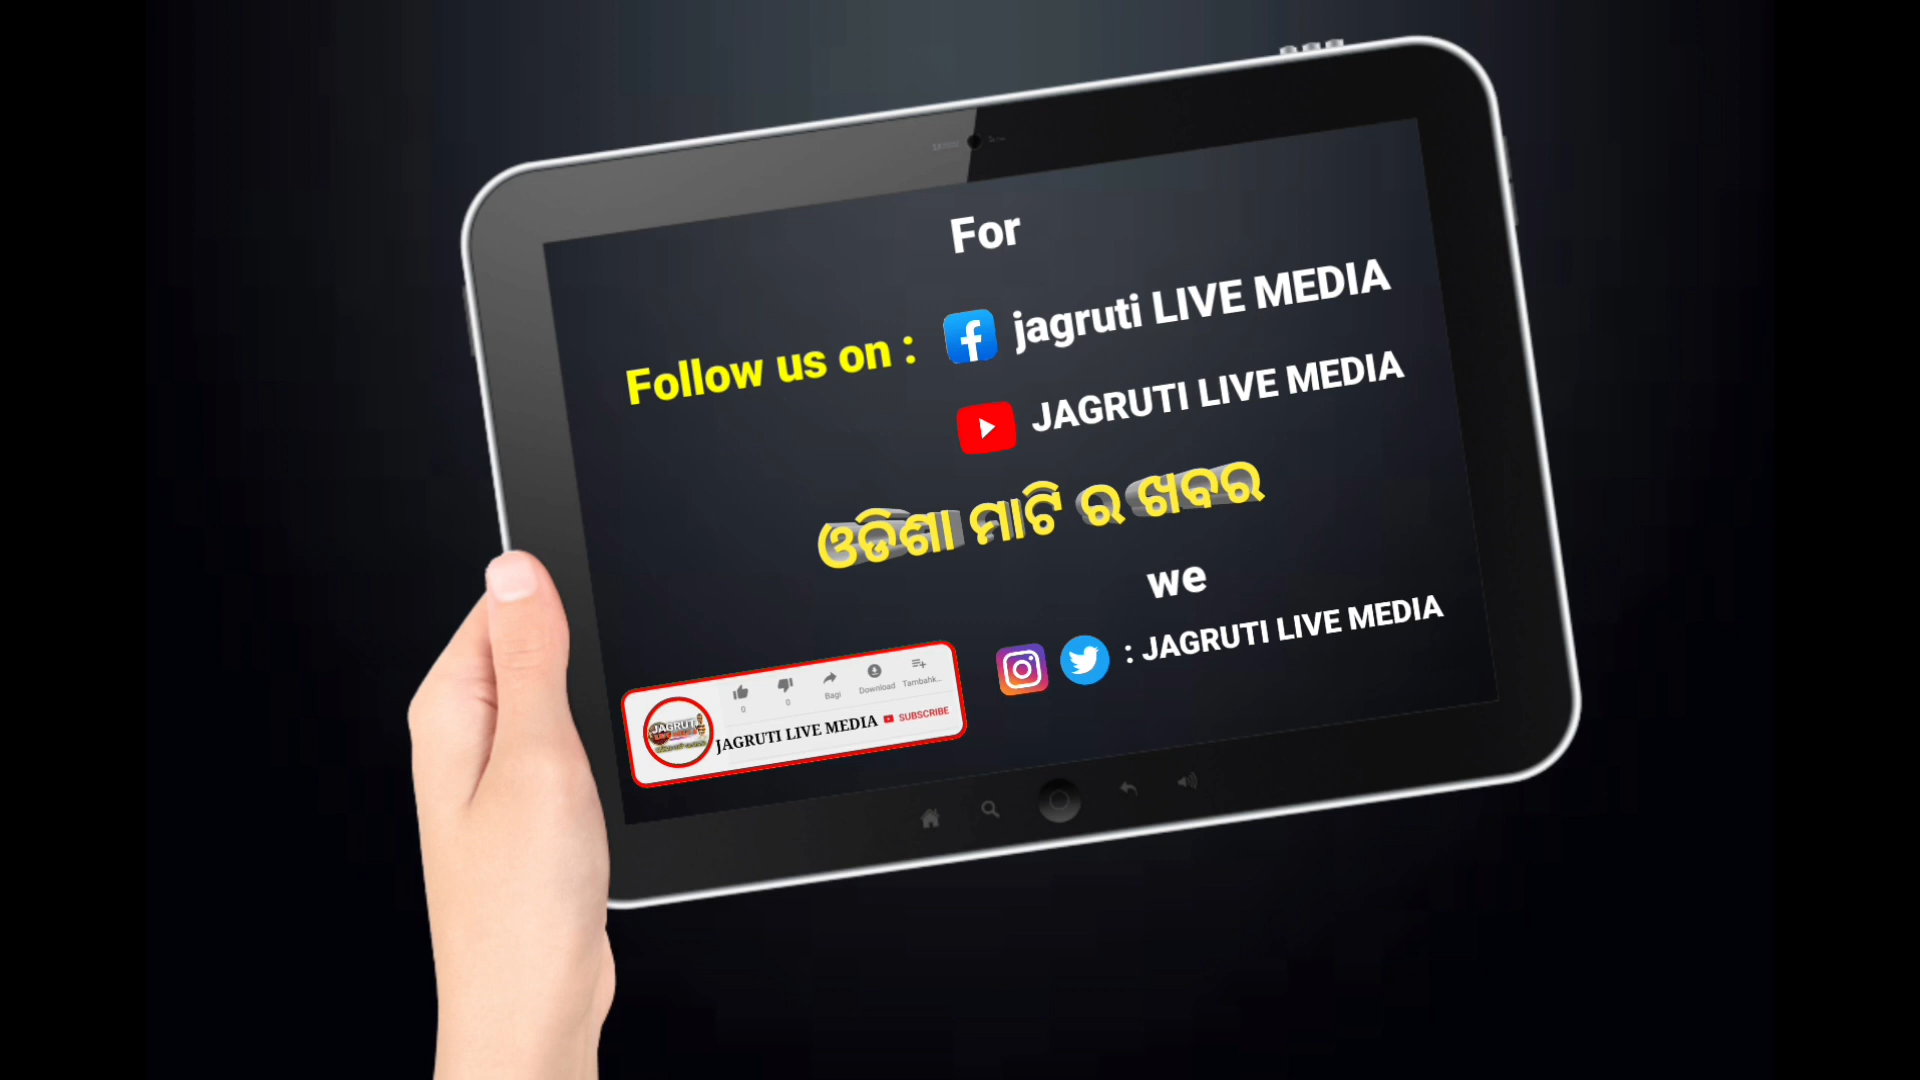 For
Follow us on : jagruti LIVE MEDIA
JAGRUTI LIVE MEDIA
ଓଡିଶା ମାଟି ର ଖବର
we
: JAGRUTI LIVE MEDIA
0 0 Bagi Download Tambahk...
JAGRUTI
JAGRUTI LIVE MEDIA SUBSCRIBE